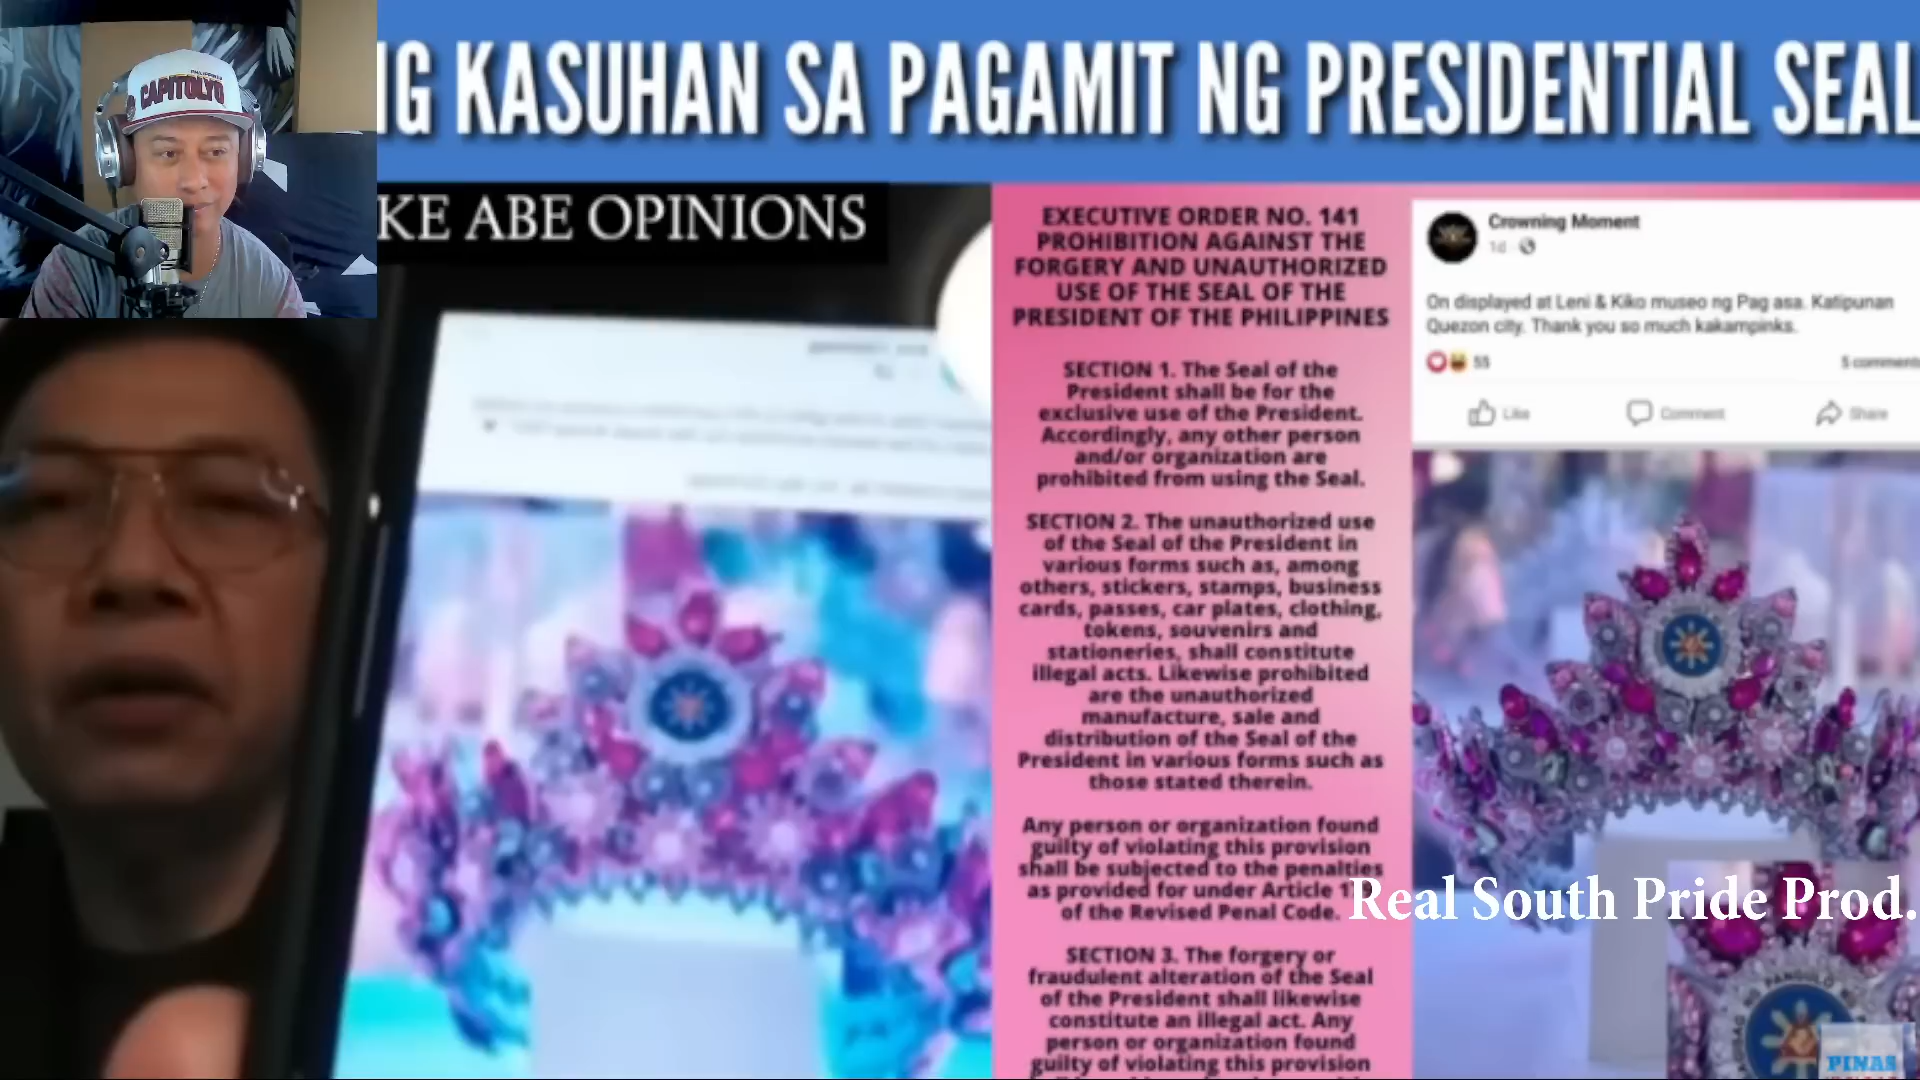 CAPITOLYO
NG KASUHAN SA PAGAMIT NG PRESIDENTIAL SEAL
KE ABE OPINIONS
EXECUTIVE ORDER NO. 141
PROHIBITION AGAINST THE
FORGERY AND UNAUTHORIZED
USE OF THE SEAL OF THE
PRESIDENT OF THE PHILIPPINES
SECTION 1. The Seal of the
President shall be for the
exclusive use of the President.
Accordingly, any other person
and/or organization are
prohibited from using the Seal.
SECTION 2. The unauthorized use
of the Seal of the President in
various forms such as, among
others, stickers, stamps, business
cards, passes, car plates, clothing,
tokens, souvenirs and
stationeries, shall constitute
illegal acts. Likewise prohibited
are the unauthorized
manufacture, sale and
distribution of the Seal of the
President in various forms such as
those stated therein.
Any person or organization found
guilty of violating this provision
shall be subjected to the penalties
as provided for under Article
of the Revised Penal Code.
SECTION 3. The forgery or
fraudulent alteration of the Seal
of the President shall likewise
constitute an illegal act. Any
person or organization found
guilty of violating this provision
Crowning Moment
1d
On displayed at Leni & Kiko museo ng Pag asa. Katipunan
Quezon city. Thank you so much kakampinks.
55
5 comments
Like
Comment
Share
Real South Pride Prod.
PINAS